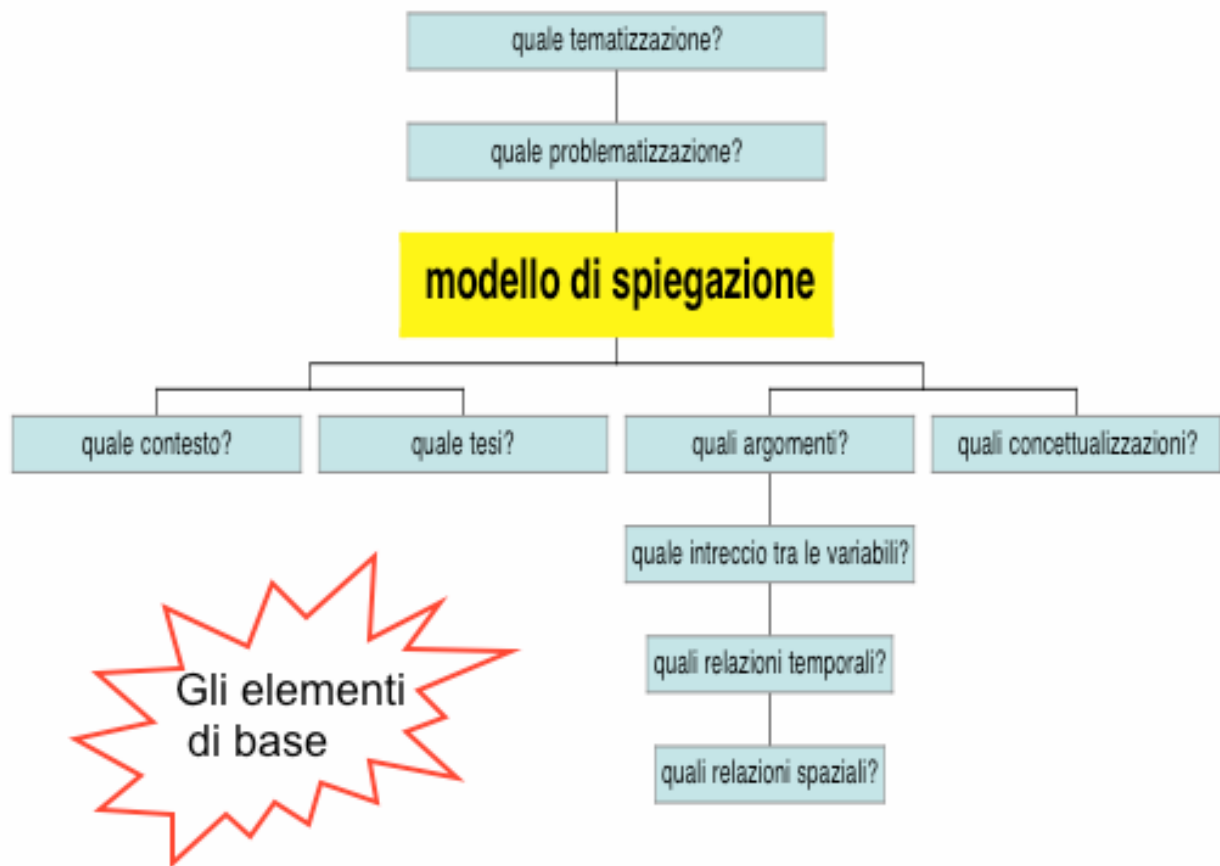 quale tematizzazione?
quale problematizzazione?
modello di spiegazione
quale contesto?
quale tesi?
quali argomenti?
quali concettualizzazioni?
quale intreccio tra le variabili?
quali relazioni temporali?
quali relazioni spaziali?
Gli elementi
di base